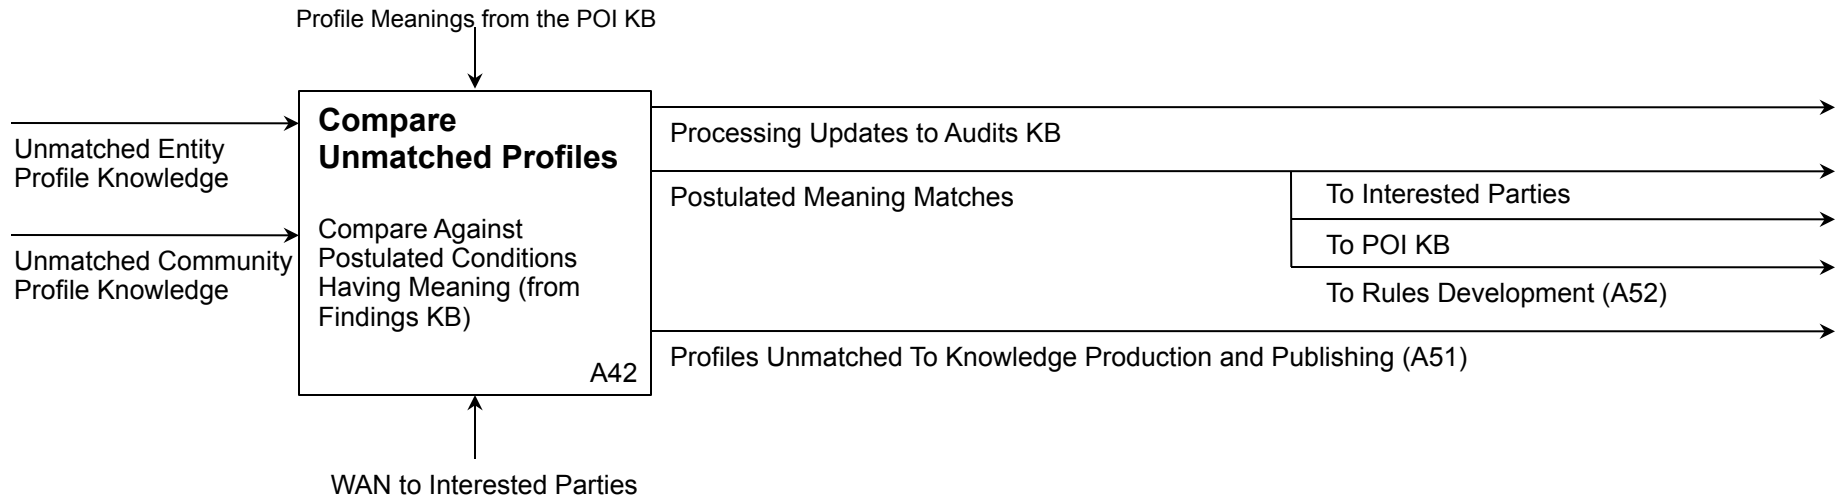 Profile Meanings from the POI KB
Compare
Unmatched Profiles
Compare Against
Postulated Conditions
Having Meaning (from
Findings KB)
A42
Unmatched Entity
Profile Knowledge
Unmatched Community
Profile Knowledge
Processing Updates to Audits KB
Postulated Meaning Matches
To Interested Parties
To POI KB
To Rules Development (A52)
Profiles Unmatched To Knowledge Production and Publishing (A51)
WAN to Interested Parties